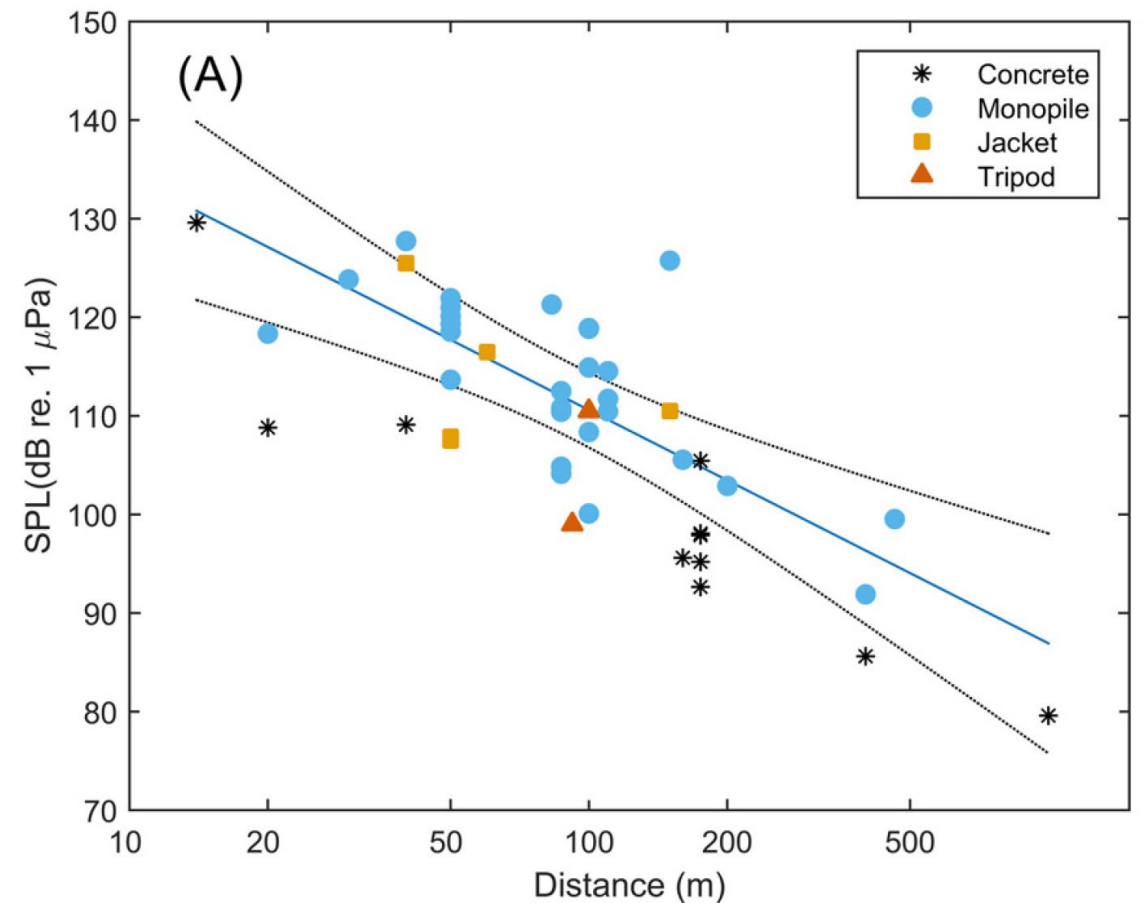 150
(A)
Concrete
Monopile
Jacket
Tripod
140
130
120
110
100
90
80
70
SPL(dB re. 1 μPa)
10 20 50 100 200 500
Distance (m)